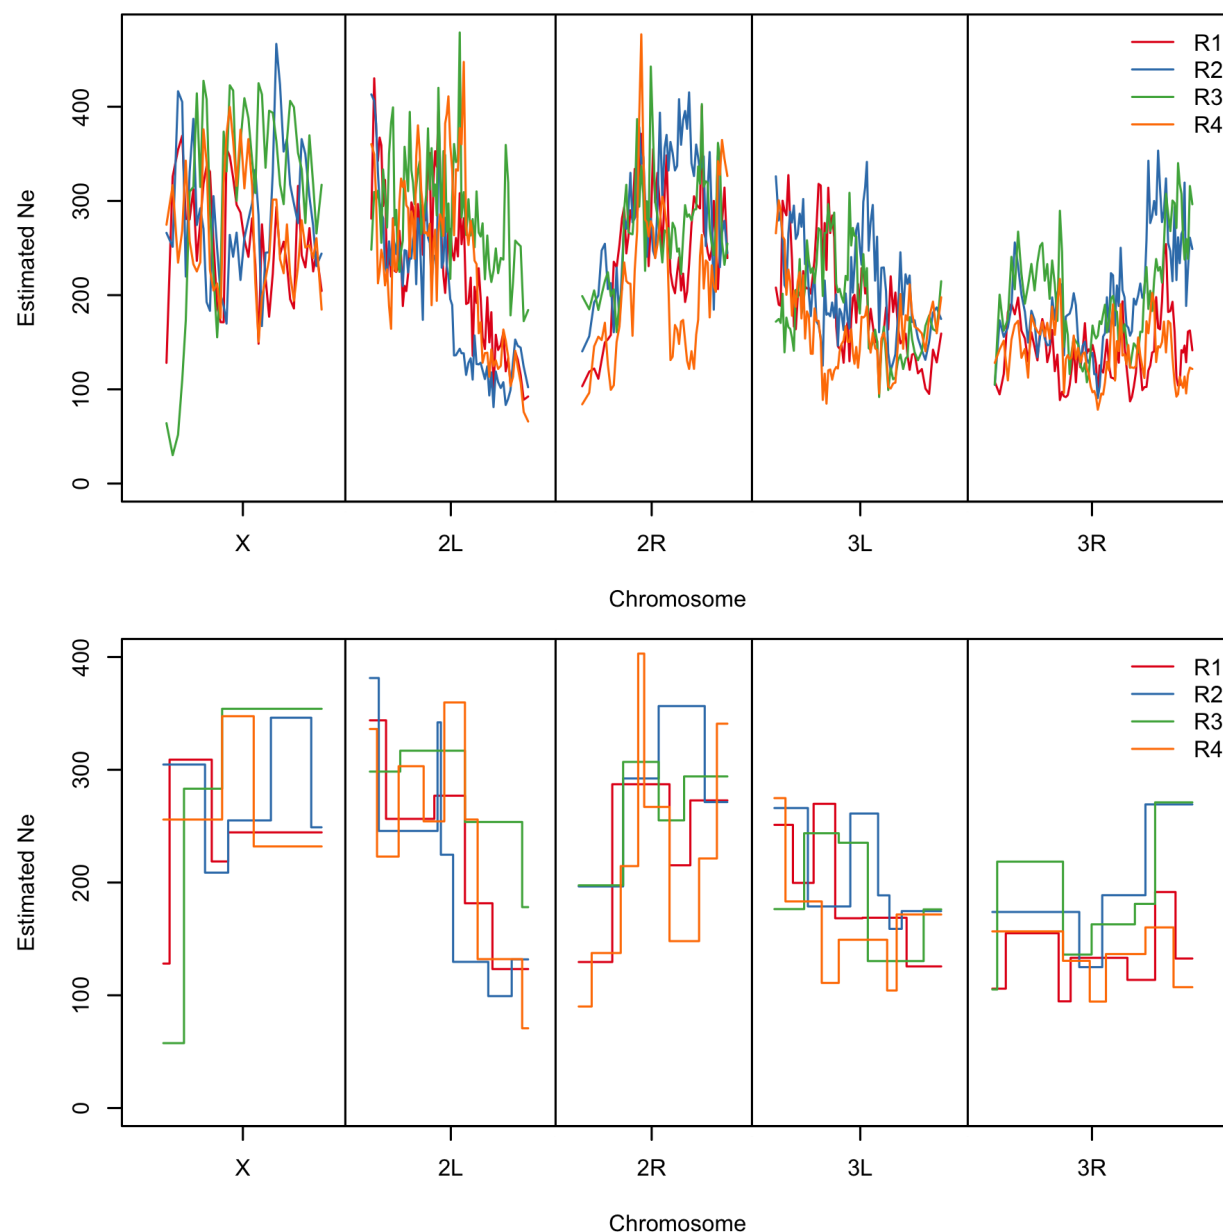 R1
R2
R3
R4
400
300
200
100
0
Estimated Ne
X 2L 2R 3L 3R
Chromosome
R1
R2
R3
R4
400
300
200
100
0
Estimated Ne
X 2L 2R 3L 3R
Chromosome